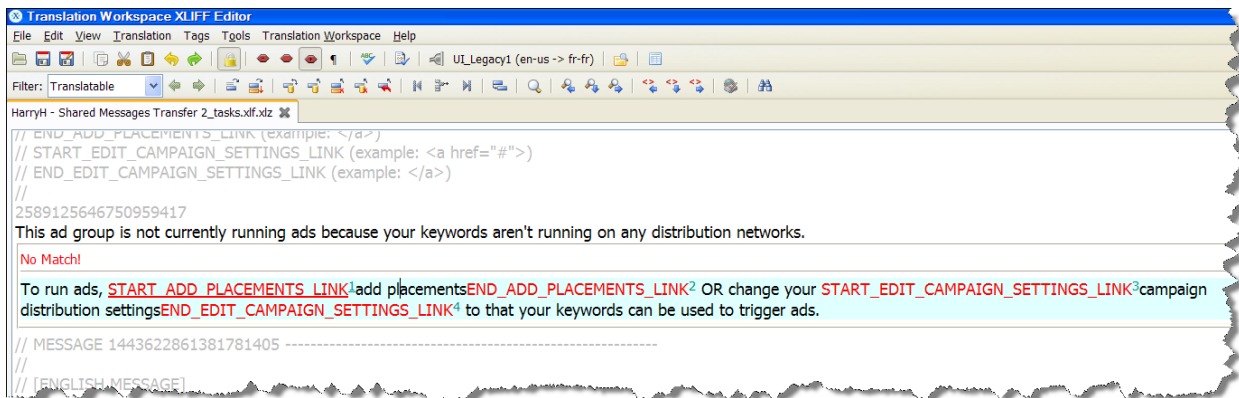 Translation Workspace XLIFF Editor
File Edit View Translation Tags Tools Translation Workspace Help
ABC UI_Legacy1 (en-us -> fr-fr)
Filter: Translatable
HarryH - Shared Messages Transfer 2_tasks.xlf.xlz
// END_ADD_PLACEMENTS_LINK (example: </a>)
// START_EDIT_CAMPAIGN_SETTINGS_LINK (example: <a href="#">)
// END_EDIT_CAMPAIGN_SETTINGS_LINK (example: </a>)
//
2589125646750959417
This ad group is not currently running ads because your keywords aren't running on any distribution networks.
No Match!
To run ads, START_ADD_PLACEMENTS_LINK1add placementsEND_ADD_PLACEMENTS_LINK2 OR change your START_EDIT_CAMPAIGN_SETTINGS_LINK3campaign
distribution settingsEND_EDIT_CAMPAIGN_SETTINGS_LINK4 to that your keywords can be used to trigger ads.
// MESSAGE 1443622861381781405 -----------------------------------------------------------
//
// [ENGLISH MESSAGE]